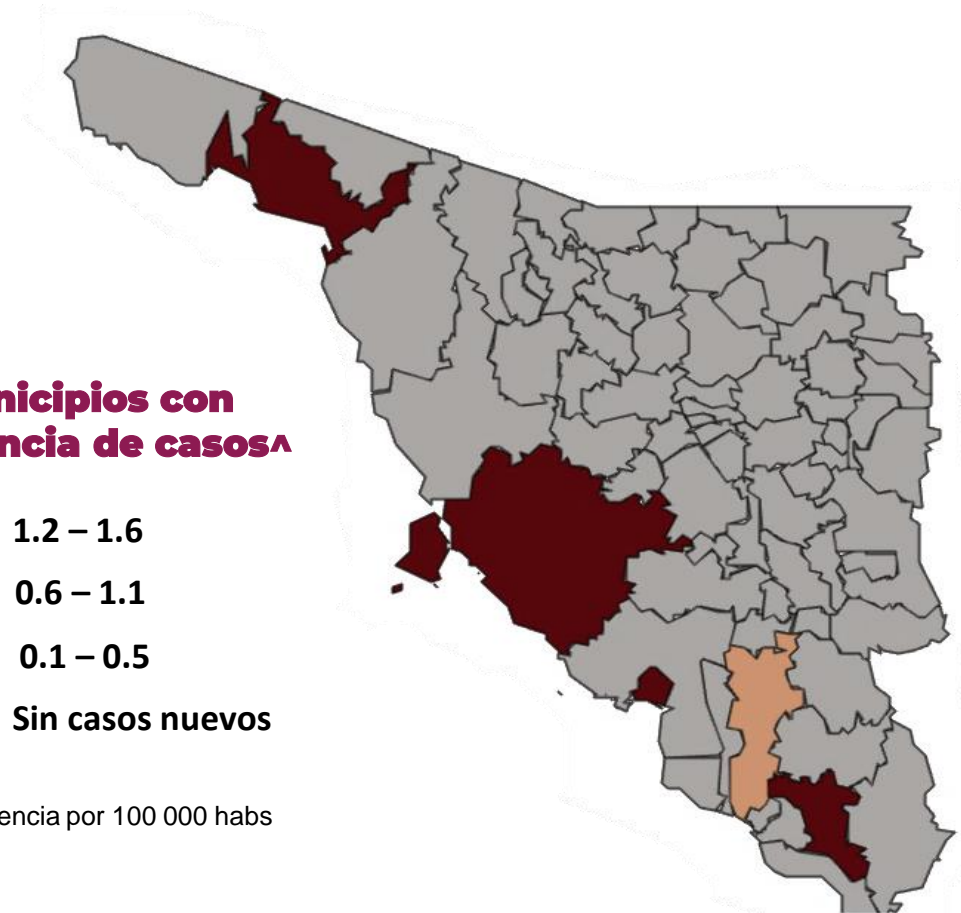 nicipios con
ncia de casos^
1.2 – 1.6
0.6 – 1.1
0.1 – 0.5
Sin casos nuevos
encia por 100 000 habs